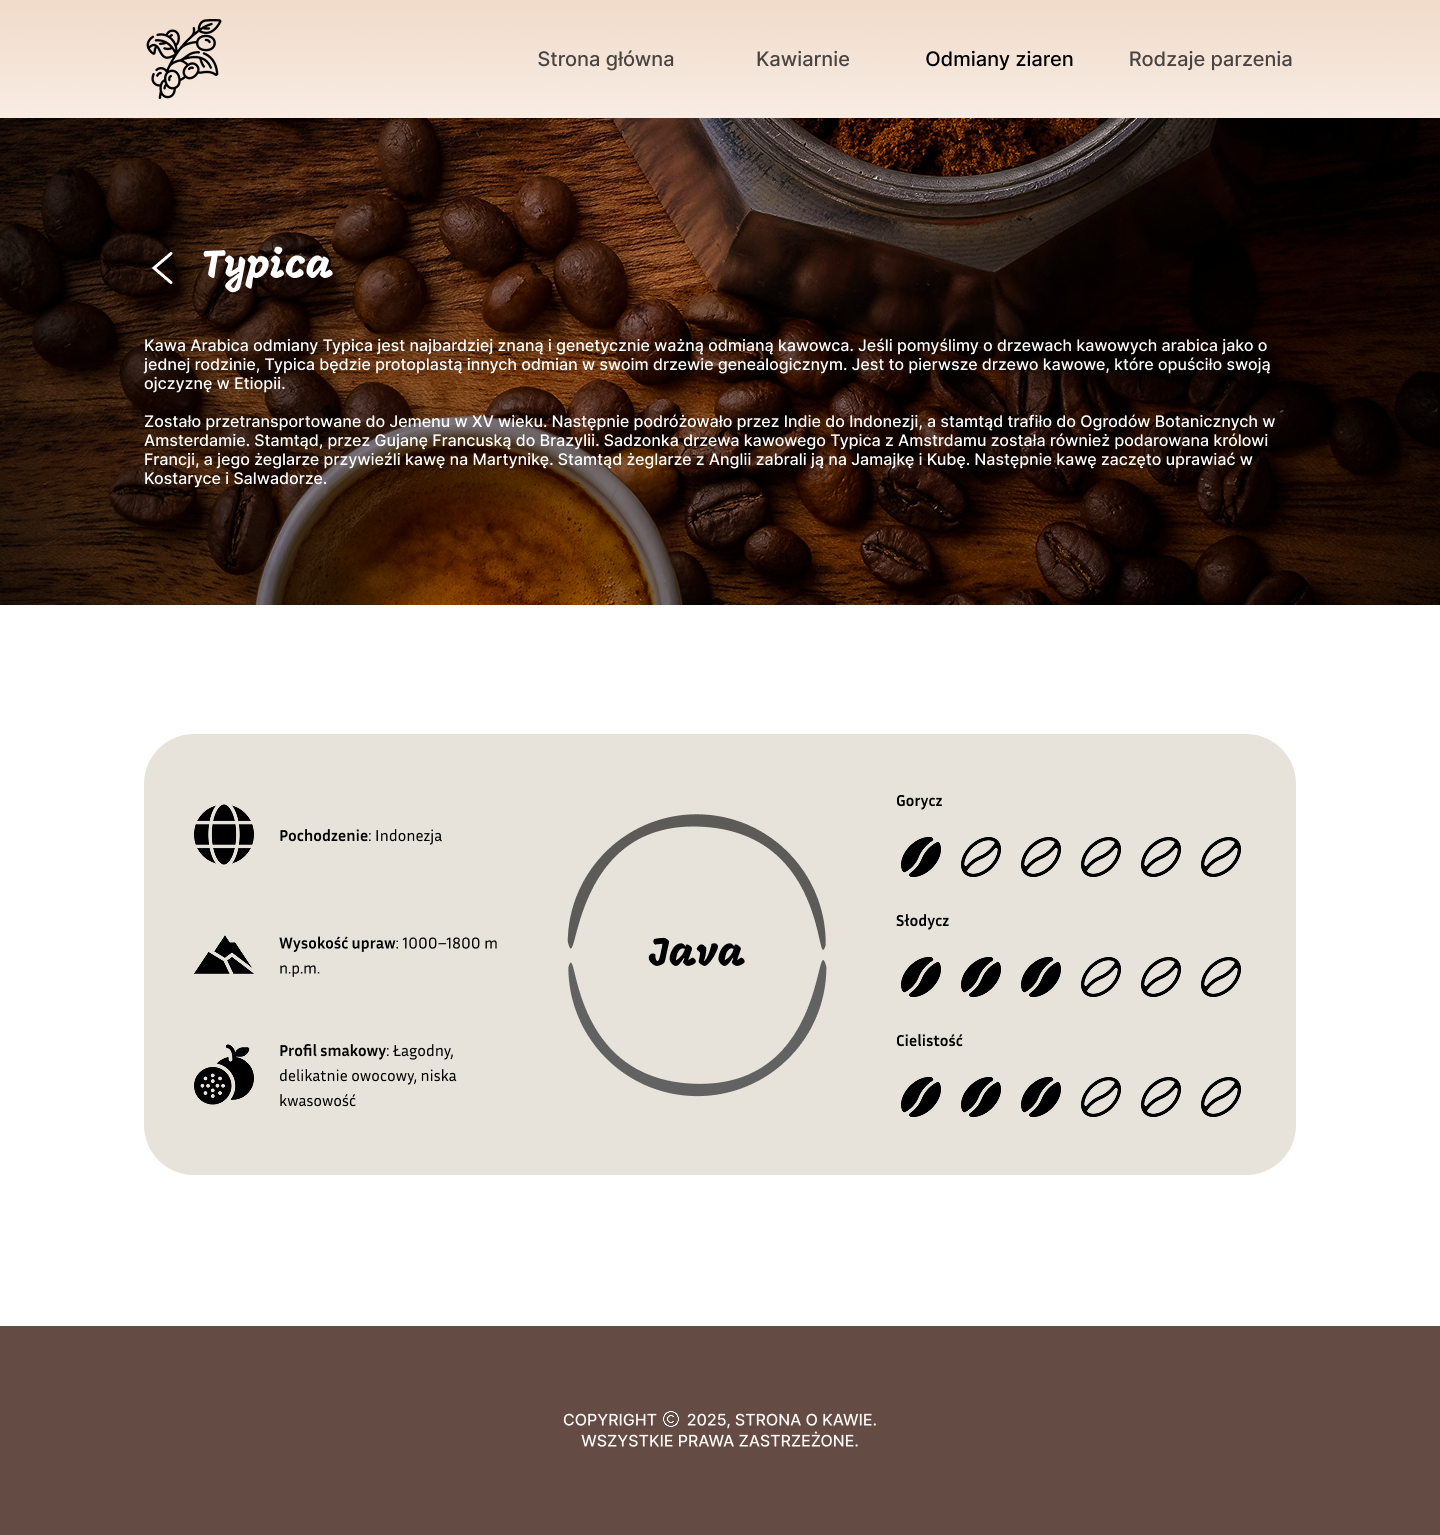 Strona główna
Kawiarnie
Odmiany ziaren
Rodzaje parzenia
Typica
Kawa Arabica odmiany Typica jest najbardziej znaną i genetycznie ważną odmianą kawowca. Jeśli pomyślimy o drzewach kawowych arabica jako o
jednej rodzinie, Typica będzie protoplastą innych odmian w swoim drzewie genealogicznym. Jest to pierwsze drzewo kawowe, które opuściło swoją
ojczyznę w Etiopii.
Zostało przetransportowane do Jemenu w XV wieku. Następnie podróżowało przez Indie do Indonezji, a stamtąd trafiło do Ogrodów Botanicznych w
Amsterdamie. Stamtąd, przez Gujanę Francuską do Brazylii. Sadzonka drzewa kawowego Typica z Amstrdamu została również podarowana królowi
Francji, a jego żeglarze przywieźli kawę na Martynikę. Stamtąd żeglarze z Anglii zabrali ją na Jamajkę i Kubę. Następnie kawę zaczęto uprawiać w
Kostaryce i Salwadorze.
Pochodzenie: Indonezja
Wysokość upraw: 1000–1800 m
n.p.m.
Profil smakowy: Łagodny,
delikatnie owocowy, niska
kwasowość
Java
Gorycz
Słodycz
Cielistość
COPYRIGHT © 2025, STRONA O KAWIE.
WSZYSTKIE PRAWA ZASTRZEŻONE.